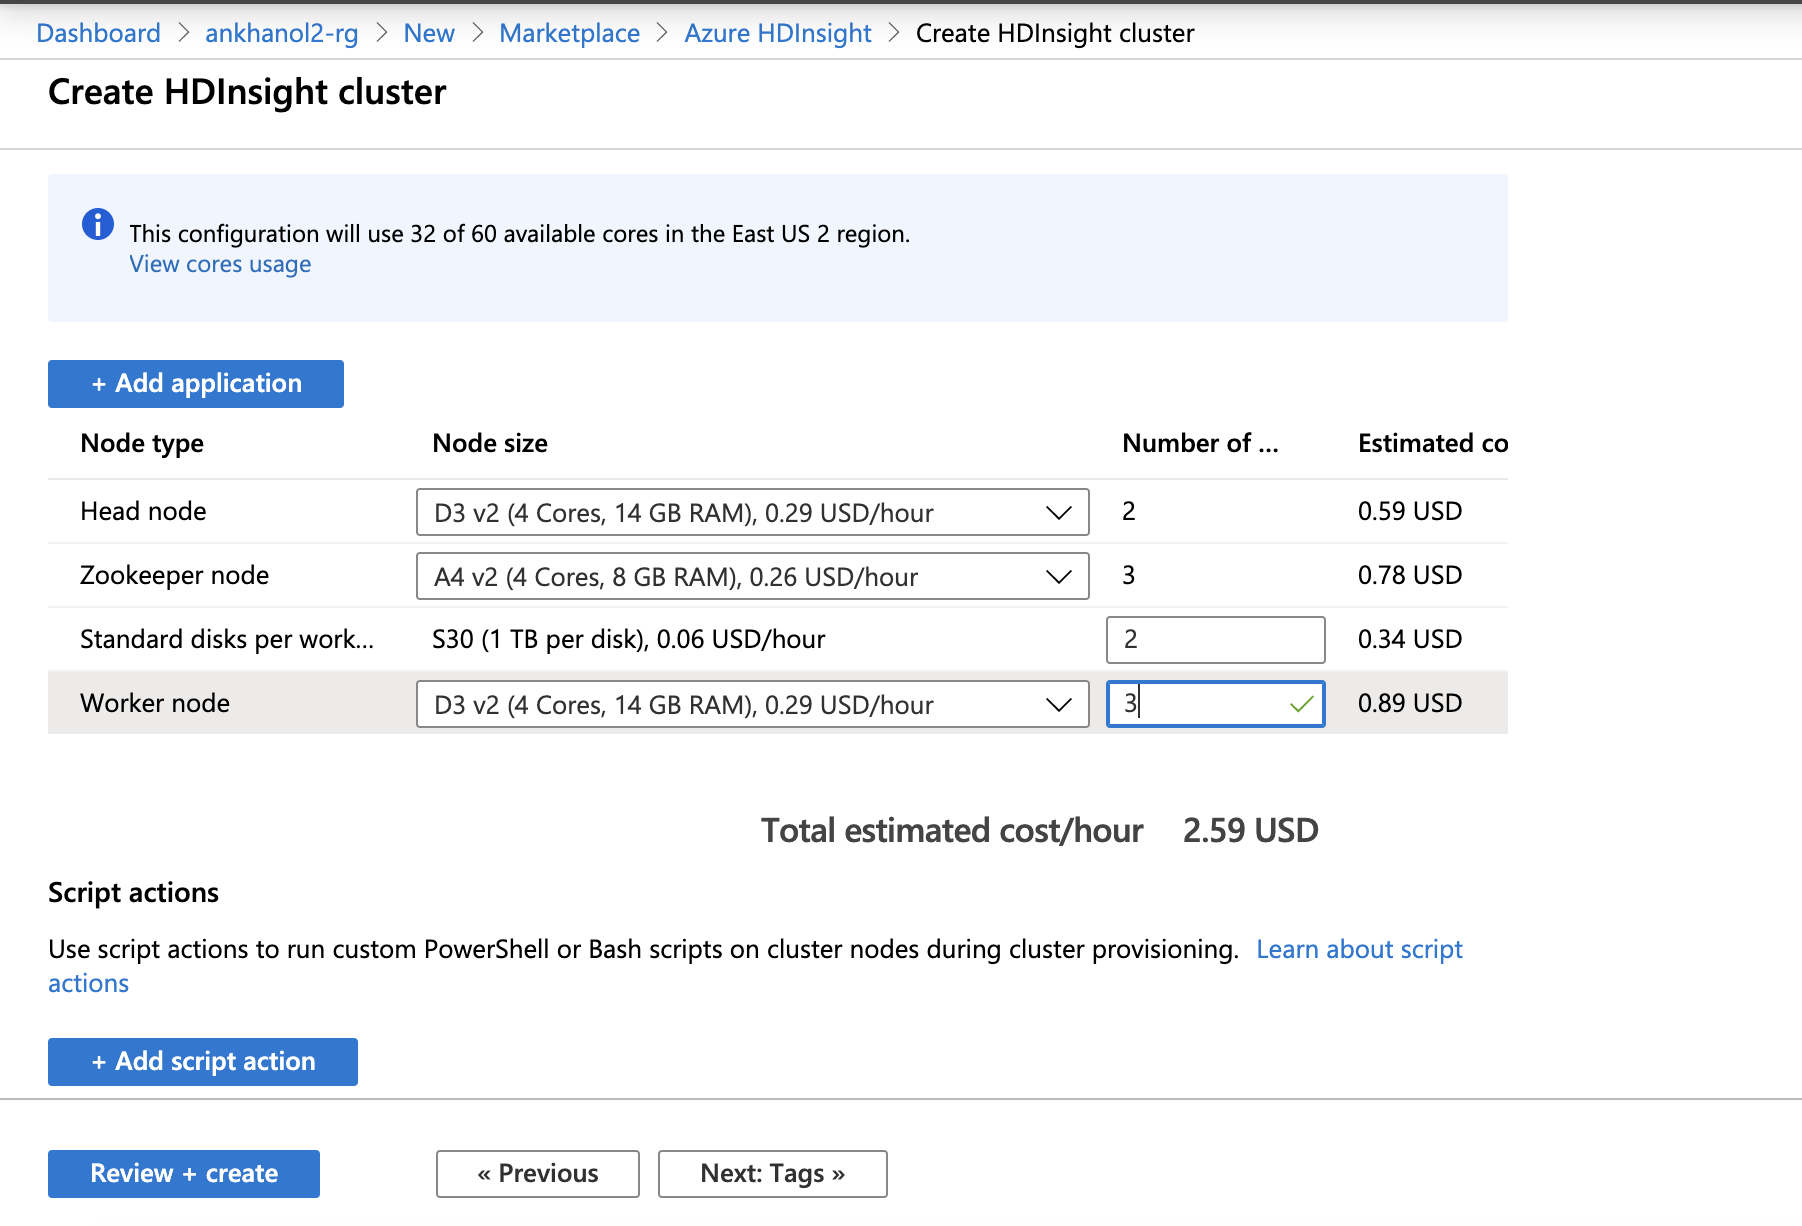 Dashboard > ankhanol2-rg > New > Marketplace > Azure HDInsight > Create HDInsight cluster
Create HDInsight cluster
This configuration will use 32 of 60 available cores in the East US 2 region.
View cores usage
+ Add application
Node type Node size Number of ... Estimated co
Head node D3 v2 (4 Cores, 14 GB RAM), 0.29 USD/hour 2 0.59 USD
Zookeeper node A4 v2 (4 Cores, 8 GB RAM), 0.26 USD/hour 3 0.78 USD
Standard disks per work... S30 (1 TB per disk), 0.06 USD/hour 2 0.34 USD
Worker node D3 v2 (4 Cores, 14 GB RAM), 0.29 USD/hour 3 0.89 USD
Total estimated cost/hour 2.59 USD
Script actions
Use script actions to run custom PowerShell or Bash scripts on cluster nodes during cluster provisioning. Learn about script
actions
+ Add script action
Review + create « Previous Next: Tags »